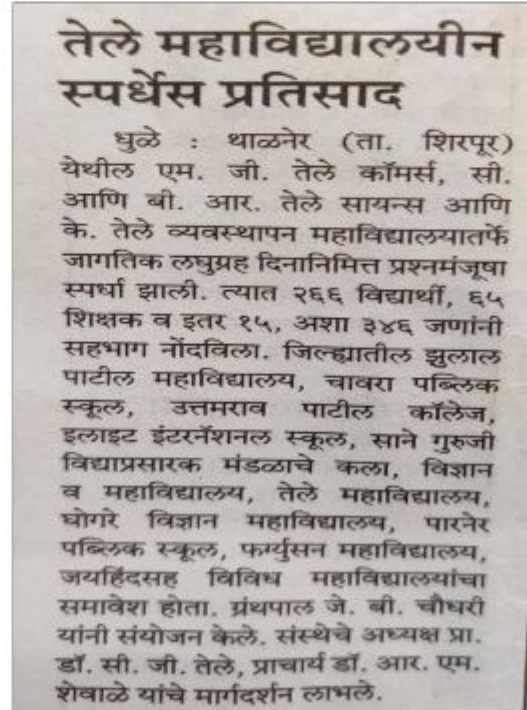 तेले महाविद्यालयीन
स्पर्धेस प्रतिसाद
धुळे : थाळनेर (ता. शिरपूर)
येथील एम. जी. तेले कॉमर्स, सी.
आणि बी. आर. तेले सायन्स आणि
के. तेले व्यवस्थापन महाविद्यालयातर्फे
जागतिक लघुग्रह दिनानिमित्त प्रश्नमंजूषा
स्पर्धा झाली. त्यात २६६ विद्यार्थी, ६५
शिक्षक व इतर १५, अशा ३४६ जणांनी
सहभाग नोंदविला. जिल्ह्यातील झुलाल
पाटील महाविद्यालय, चावरा पब्लिक
स्कूल, उत्तमराव पाटील कॉलेज,
इलाइट इंटरनॅशनल स्कूल, साने गुरुजी
विद्याप्रसारक मंडळाचे कला, विज्ञान
व महाविद्यालय, तेले महाविद्यालय,
घोगरे विज्ञान महाविद्यालय, पारनेर
पब्लिक स्कूल, फर्ग्युसन महाविद्यालय,
जयहिंदसह विविध महाविद्यालयांचा
समावेश होता. ग्रंथपाल जे. बी. चौधरी
यांनी संयोजन केले. संस्थेचे अध्यक्ष प्रा.
डॉ. सी. जी. तेले, प्राचार्य डॉ. आर. एम.
शेवाळे यांचे मार्गदर्शन लाभले.